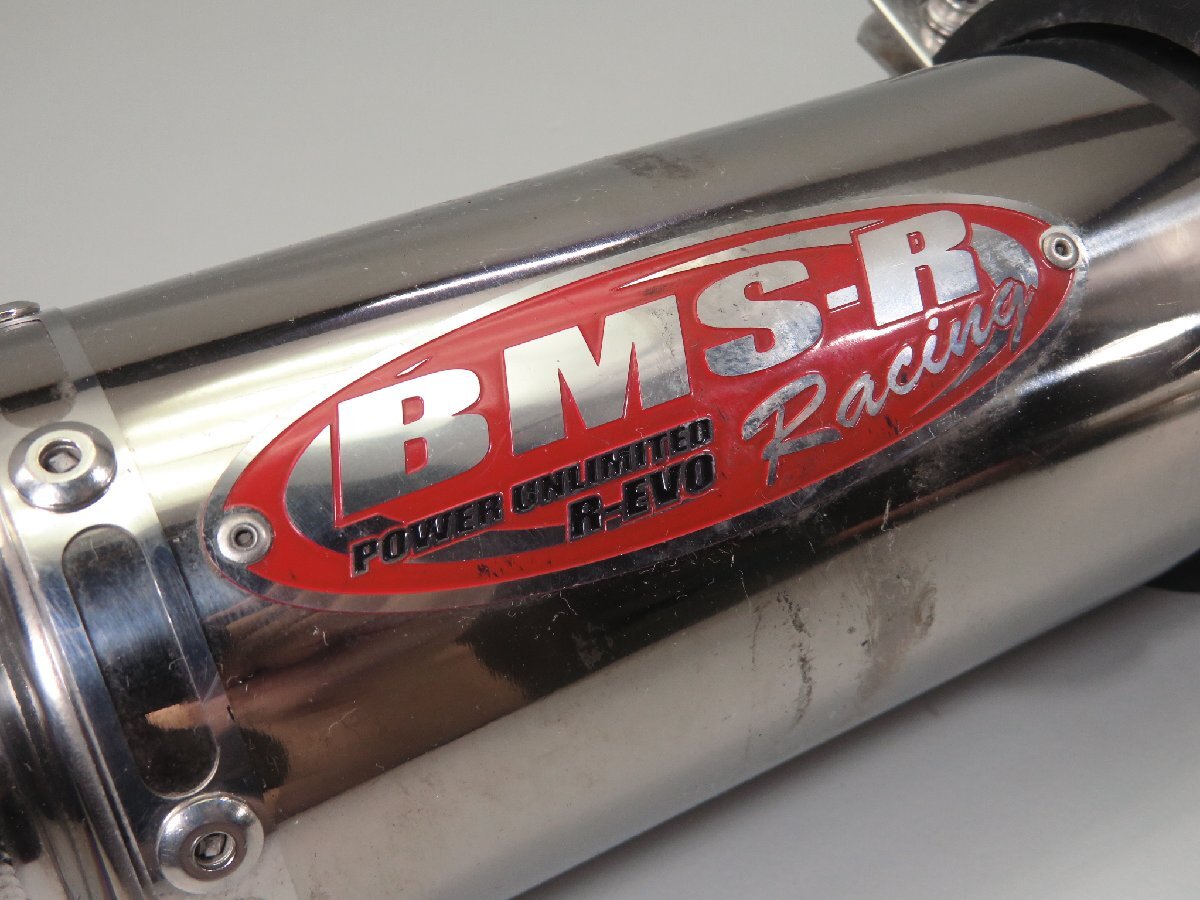 BMS-R
Racing
POWER UNLIMITED
R-EVO